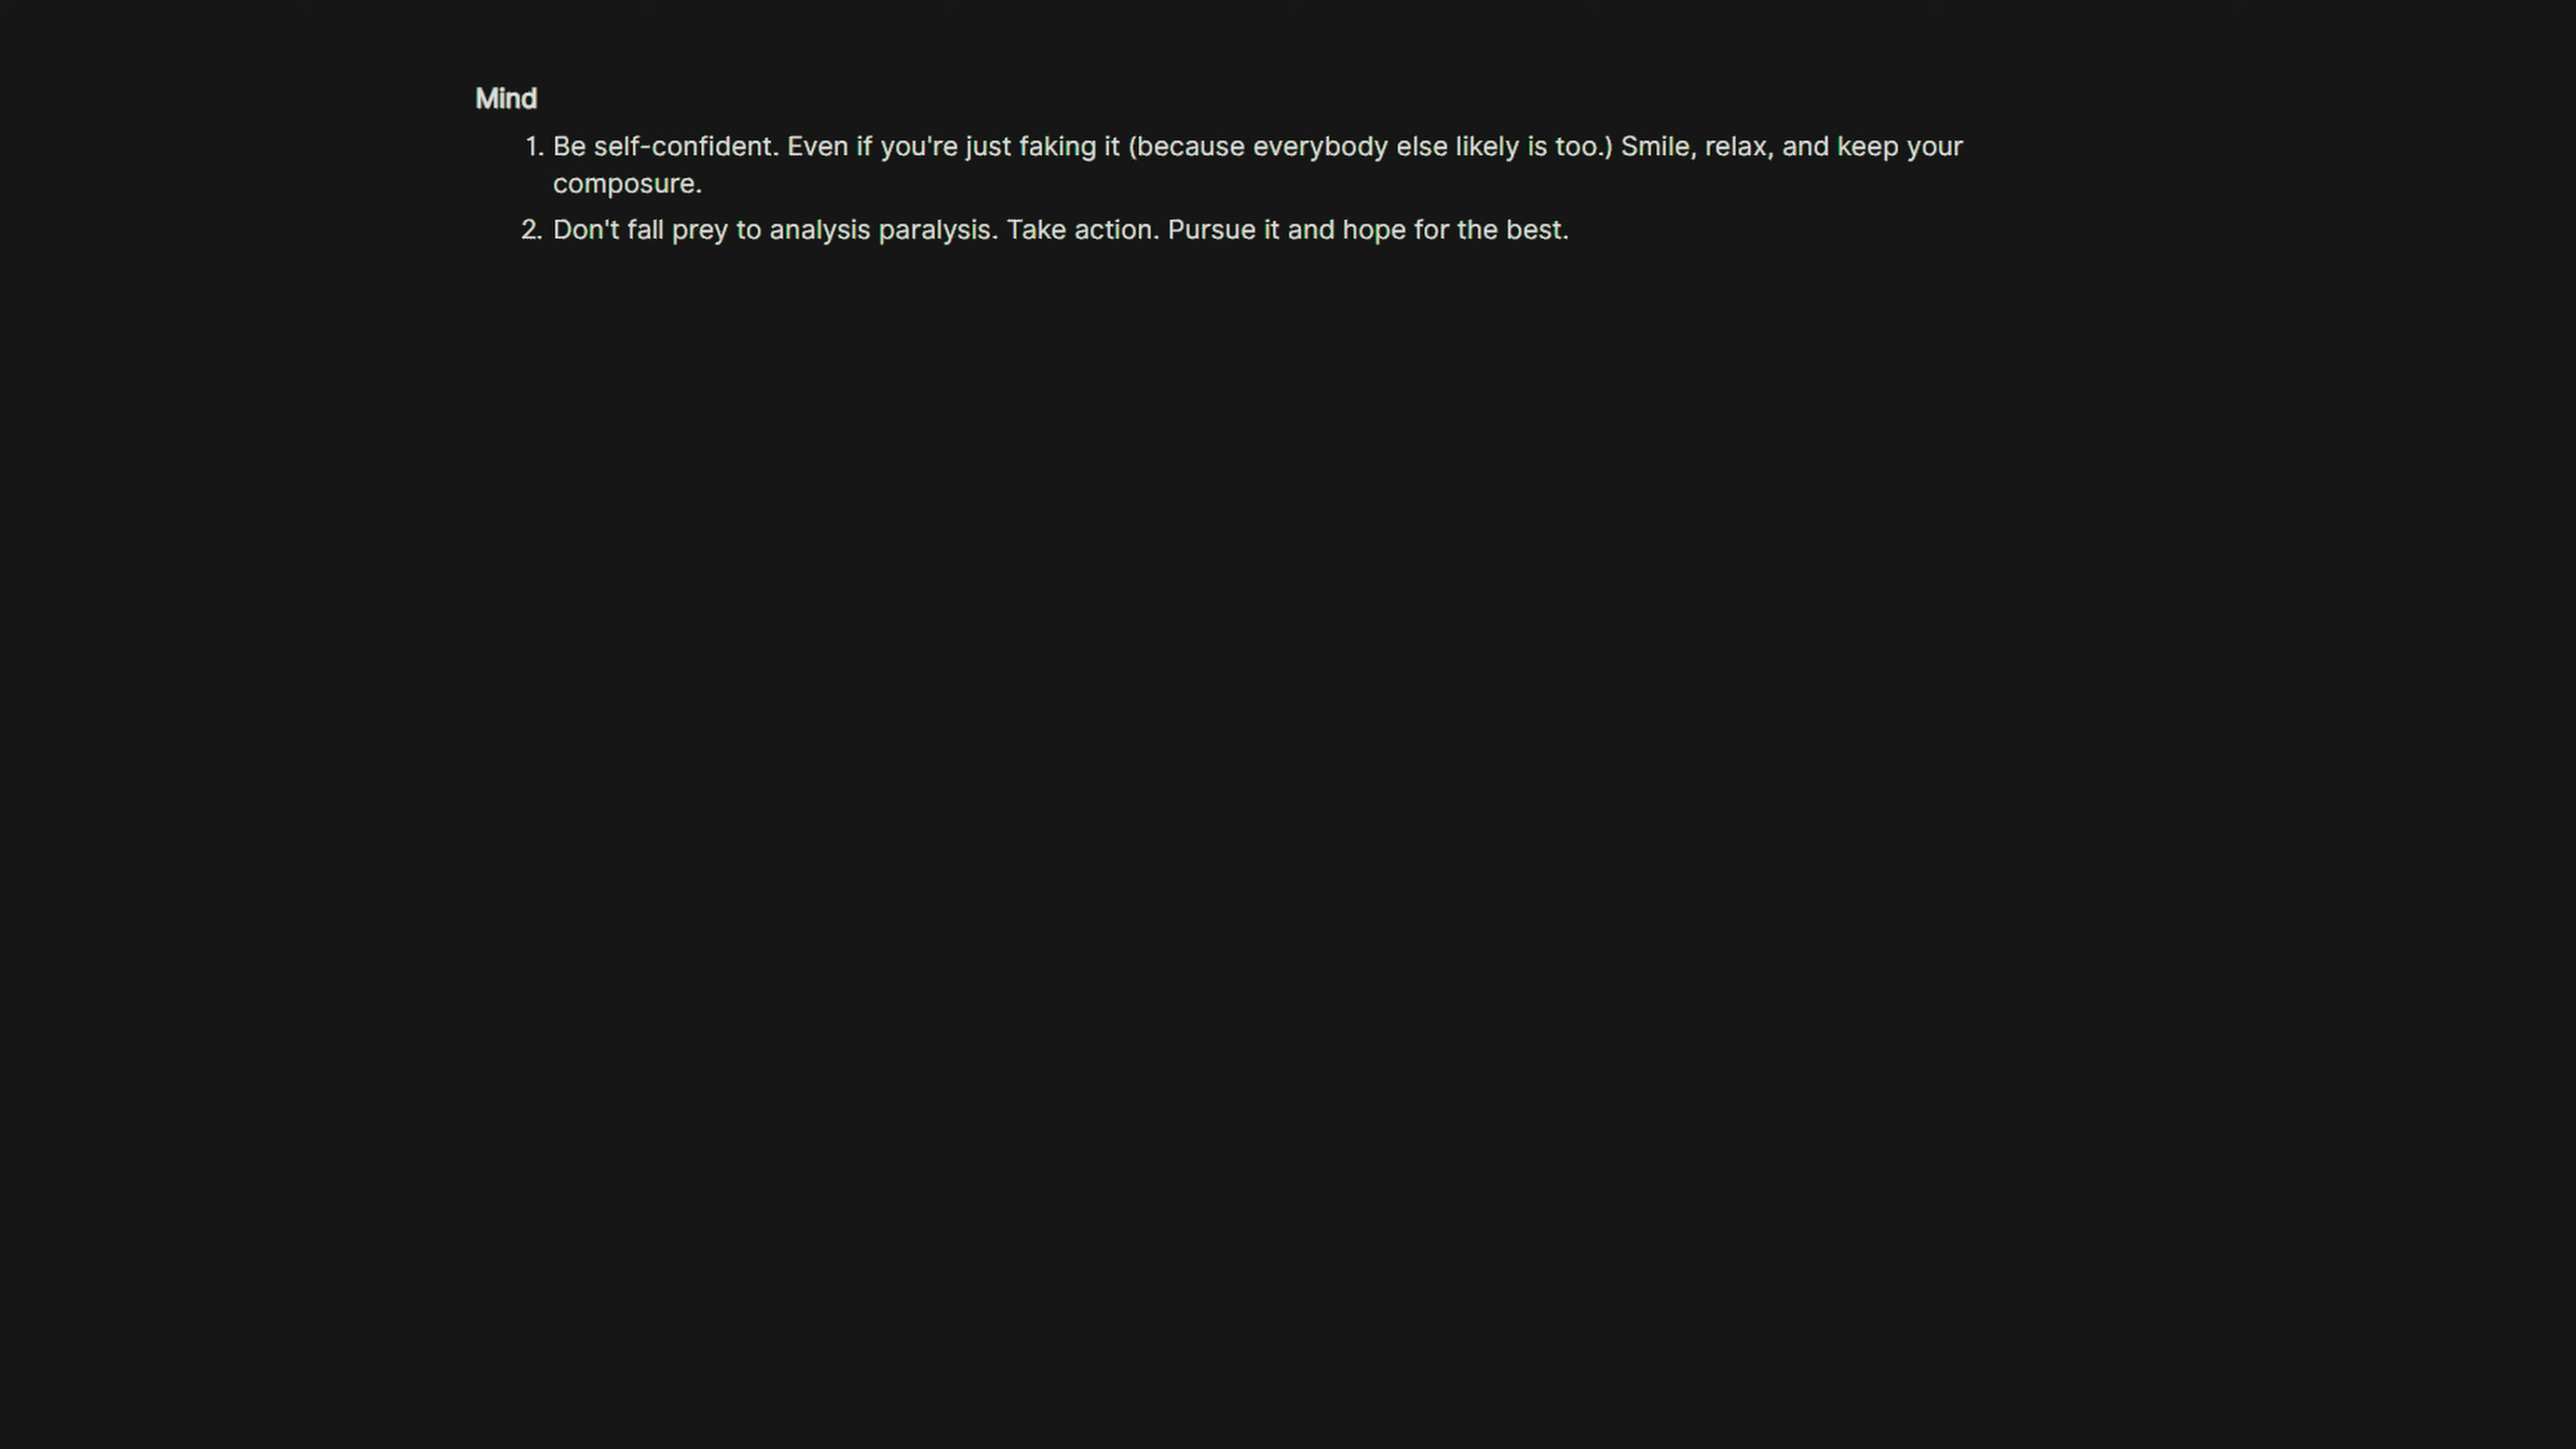 Mind
1. Be self-confident. Even if you're just faking it (because everybody else likely is too.) Smile, relax, and keep your
composure.
2. Don't fall prey to analysis paralysis. Take action. Pursue it and hope for the best.